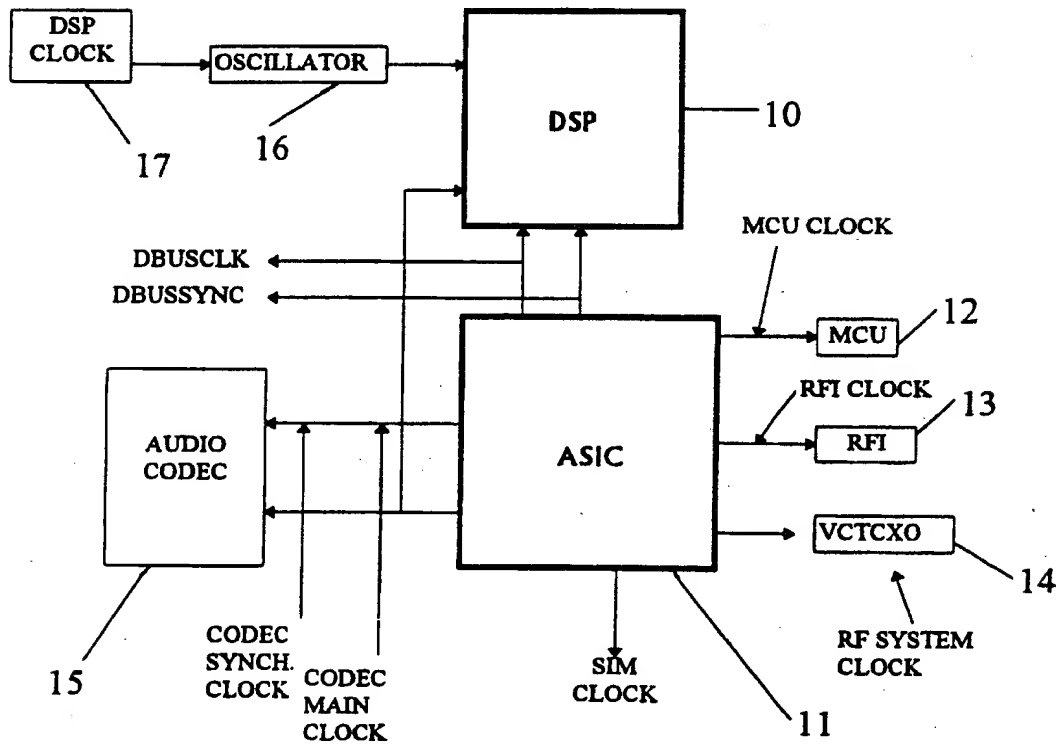 DSP
CLOCK
OSCILLATOR
DSP
10
17
16
MCU CLOCK
DBUSCLK
DBUSSYNC
MCU
12
RFI CLOCK
13
AUDIO
CODEC
ASIC
RFI
VCTCXO
14
15
CODEC
SYNCH.
CLOCK
CODEC
MAIN
CLOCK
SIM
CLOCK
11
RF SYSTEM
CLOCK